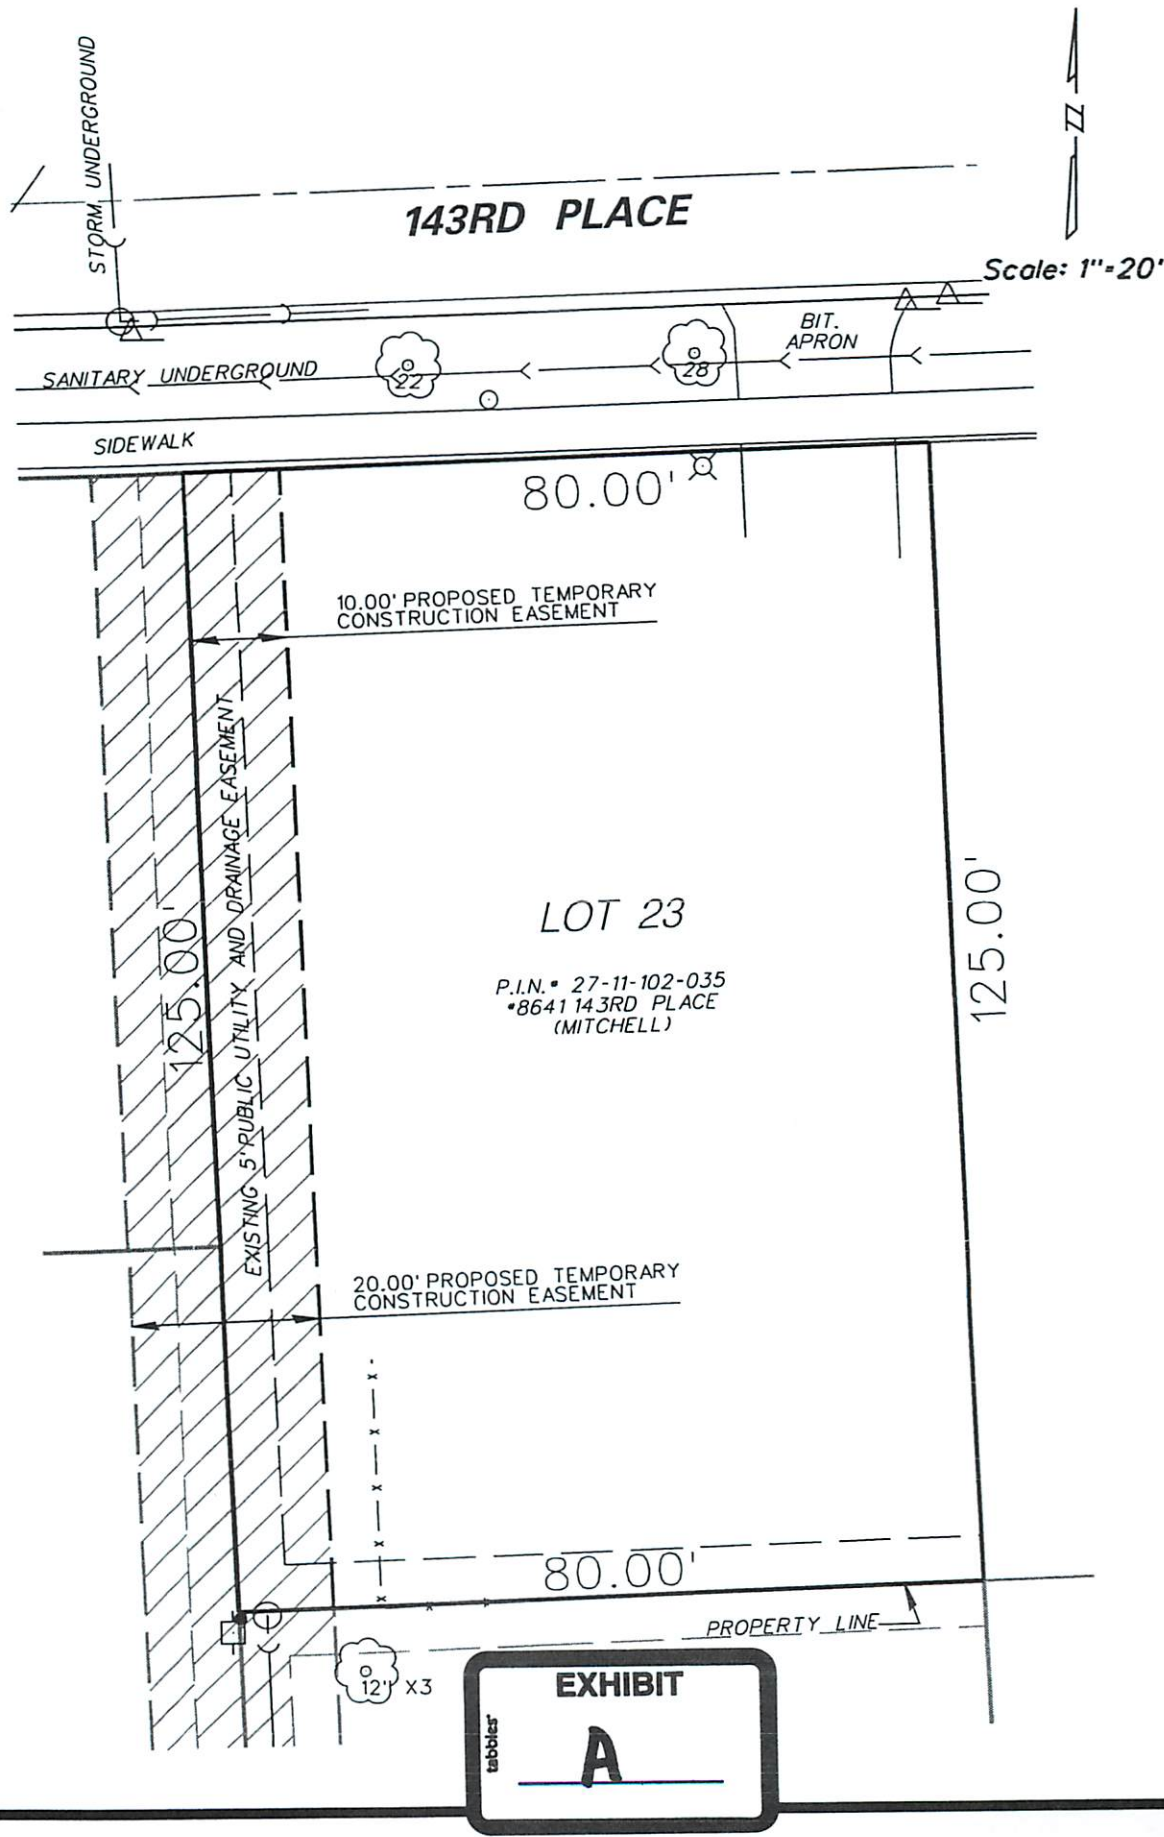 STORM UNDERGROUND
143RD PLACE
Scale: 1"=20'
BIT.
APRON
22
28
SANITARY UNDERGROUND
SIDEWALK
80.00'
10.00' PROPOSED TEMPORARY
CONSTRUCTION EASEMENT
EXISTING 5' PUBLIC UTILITY AND DRAINAGE EASEMENT
125.00'
LOT 23
125.00'
P.I.N.• 27-11-102-035
•8641 143RD PLACE
(MITCHELL)
20.00' PROPOSED TEMPORARY
CONSTRUCTION EASEMENT
80.00'
PROPERTY LINE
12" X3
EXHIBIT
tabbies
A